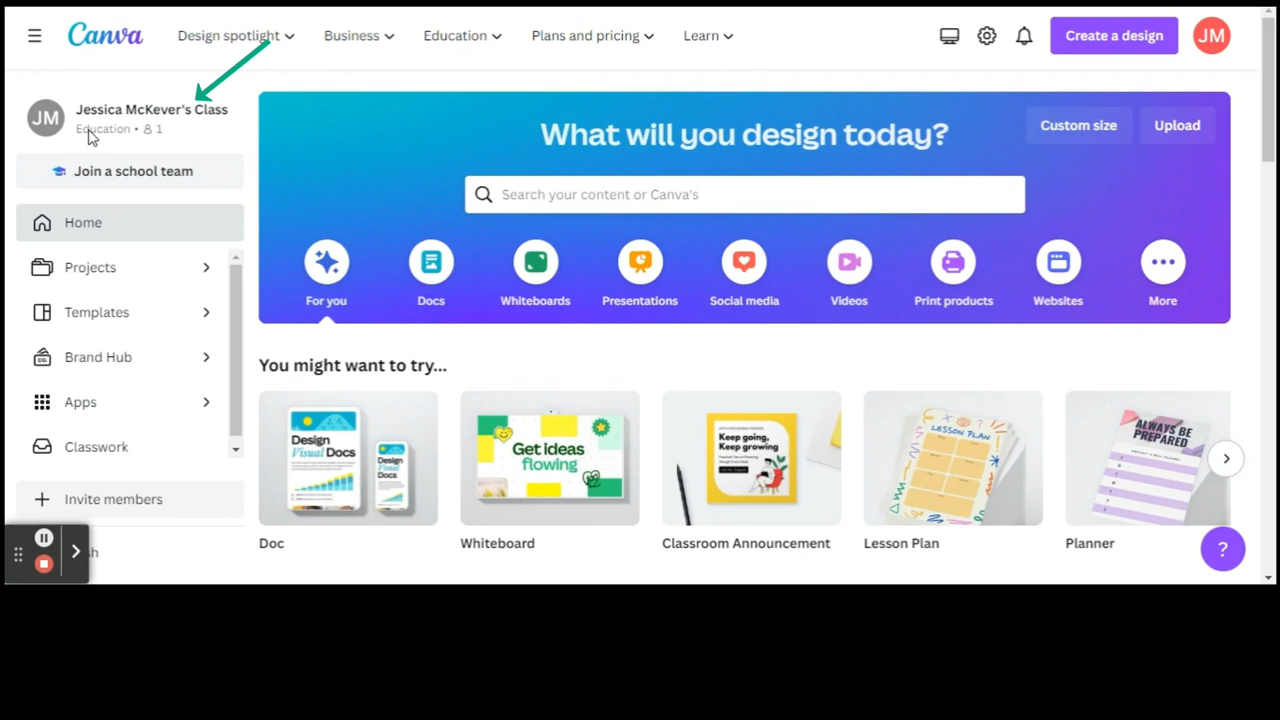 Canva
Design spotlight
Business
Education
Plans and pricing
Learn
Create a design
JM
JM
Jessica McKever's Class
Education • 1
Join a school team
Home
Projects
Templates
Brand Hub
Apps
Classwork
Invite members
What will you design today?
Custom size
Upload
Search your content or Canva's
For you
Docs
Whiteboards
Presentations
Social media
Videos
Print products
Websites
More
You might want to try...
Design
Visual Docs
Design
Visual
Docs
Get ideas
flowing
Keep going,
Keep growing
LESSON PLAN
ALWAYS BE
PREPARED
Doc
Whiteboard
Classroom Announcement
Lesson Plan
Planner
?